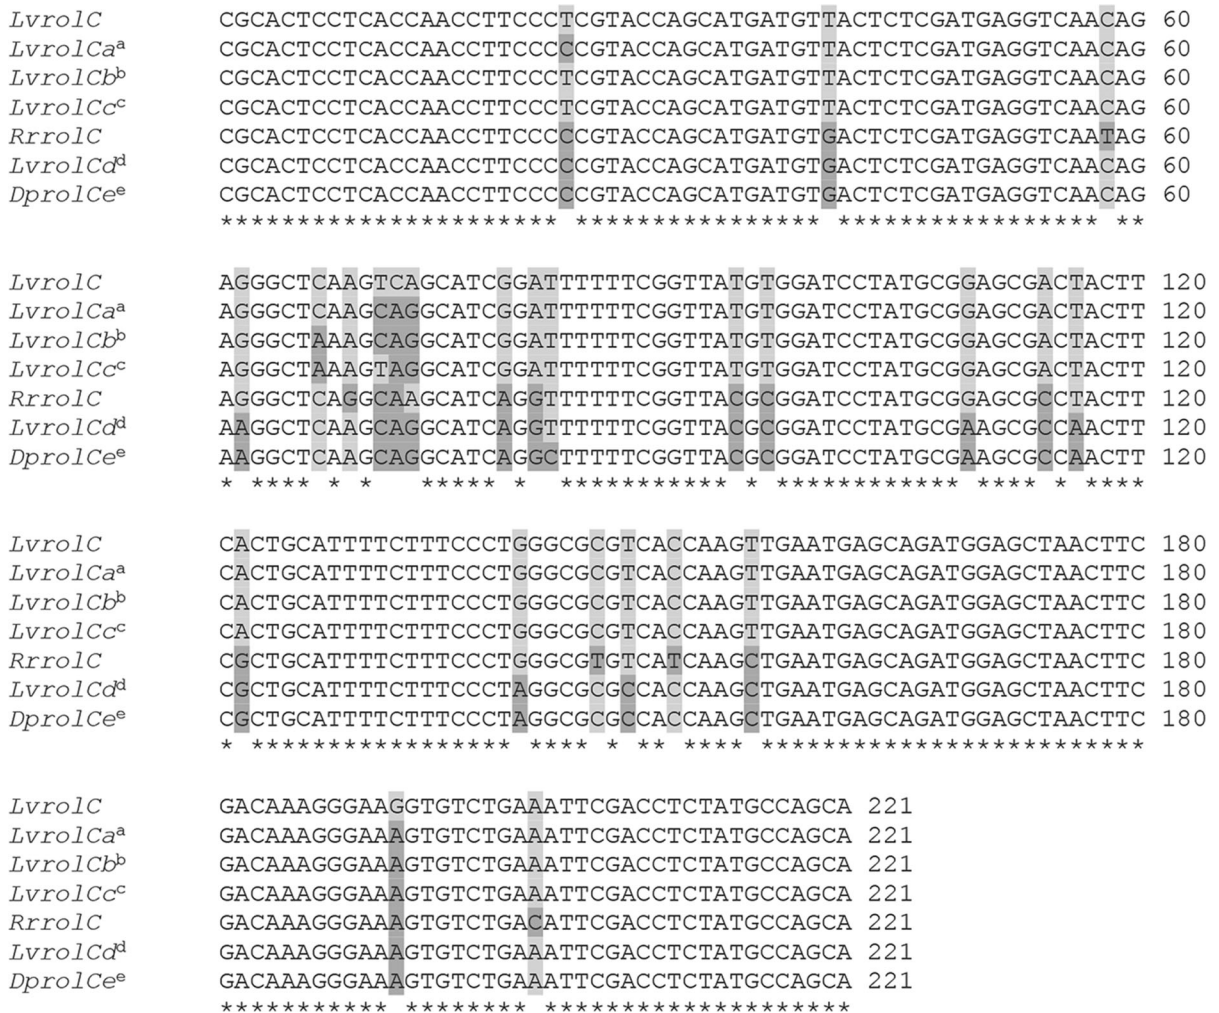 LvrolC CGCACTCCTCACCAACCTTCCCTCGTACCAGCATGATGTTACTCTCGATGAGGTCAACAG 60
LvrolCaᵃ CGCACTCCTCACCAACCTTCCCCCGTACCAGCATGATGTTACTCTCGATGAGGTCAACAG 60
LvrolCbᵇ CGCACTCCTCACCAACCTTCCCTCGTACCAGCATGATGTTACTCTCGATGAGGTCAACAG 60
LvrolCcᶜ CGCACTCCTCACCAACCTTCCCTCGTACCAGCATGATGTTACTCTCGATGAGGTCAACAG 60
RrrolC CGCACTCCTCACCAACCTTCCCCCGTACCAGCATGATGTGACTCTCGATGAGGTCAATAG 60
LvrolCdᵈ CGCACTCCTCACCAACCTTCCCCCGTACCAGCATGATGTGACTCTCGATGAGGTCAACAG 60
DprolCeᵉ CGCACTCCTCACCAACCTTCCCCCGTACCAGCATGATGTGACTCTCGATGAGGTCAACAG 60
********************** **************** ***************** **
LvrolC AGGGCTCAAGTCAGCATCGGATTTTTTCGGTTATGTGGATCCTATGCGGAGCGACTACTT 120
LvrolCaᵃ AGGGCTCAAGCAGGCATCGGATTTTTTCGGTTATGTGGATCCTATGCGGAGCGACTACTT 120
LvrolCbᵇ AGGGCTAAAGCAGGCATCGGATTTTTTCGGTTATGTGGATCCTATGCGGAGCGACTACTT 120
LvrolCcᶜ AGGGCTAAAGTAGGCATCGGATTTTTTCGGTTATGTGGATCCTATGCGGAGCGACTACTT 120
RrrolC AGGGCTCAGGCAAGCATCAGGTTTTTTCGGTTACGCGGATCCTATGCGGAGCGCCTACTT 120
LvrolCdᵈ AAGGCTCAAGCAGGCATCAGGTTTTTTCGGTTACGCGGATCCTATGCGAAGCGCCAACTT 120
DprolCeᵉ AAGGCTCAAGCAGGCATCAGGCTTTTTCGGTTACGCGGATCCTATGCGAAGCGCCAACTT 120
* **** * *   ***** *  *********** * ************ **** * ****
LvrolC CACTGCATTTTCTTTCCCTGGGCGCGTCACCAAGTTGAATGAGCAGATGGAGCTAACTTC 180
LvrolCaᵃ CACTGCATTTTCTTTCCCTGGGCGCGTCACCAAGTTGAATGAGCAGATGGAGCTAACTTC 180
LvrolCbᵇ CACTGCATTTTCTTTCCCTGGGCGCGTCACCAAGTTGAATGAGCAGATGGAGCTAACTTC 180
LvrolCcᶜ CACTGCATTTTCTTTCCCTGGGCGCGTCACCAAGTTGAATGAGCAGATGGAGCTAACTTC 180
RrrolC CGCTGCATTTTCTTTCCCTGGGCGTGTCATCAAGCTGAATGAGCAGATGGAGCTAACTTC 180
LvrolCdᵈ CGCTGCATTTTCTTTCCCTAGGCGCGCCACCAAGCTGAATGAGCAGATGGAGCTAACTTC 180
DprolCeᵉ CGCTGCATTTTCTTTCCCTAGGCGCGCCACCAAGCTGAATGAGCAGATGGAGCTAACTTC 180
* ***************** **** * ** **** *************************
LvrolC GACAAAGGGAAGGTGTCTGAAATTCGACCTCTATGCCAGCA 221
LvrolCaᵃ GACAAAGGGAAAGTGTCTGAAATTCGACCTCTATGCCAGCA 221
LvrolCbᵇ GACAAAGGGAAAGTGTCTGAAATTCGACCTCTATGCCAGCA 221
LvrolCcᶜ GACAAAGGGAAAGTGTCTGAAATTCGACCTCTATGCCAGCA 221
RrrolC GACAAAGGGAAAGTGTCTGACATTCGACCTCTATGCCAGCA 221
LvrolCdᵈ GACAAAGGGAAAGTGTCTGAAATTCGACCTCTATGCCAGCA 221
DprolCeᵉ GACAAAGGGAAAGTGTCTGAAATTCGACCTCTATGCCAGCA 221
*********** ******** ********************